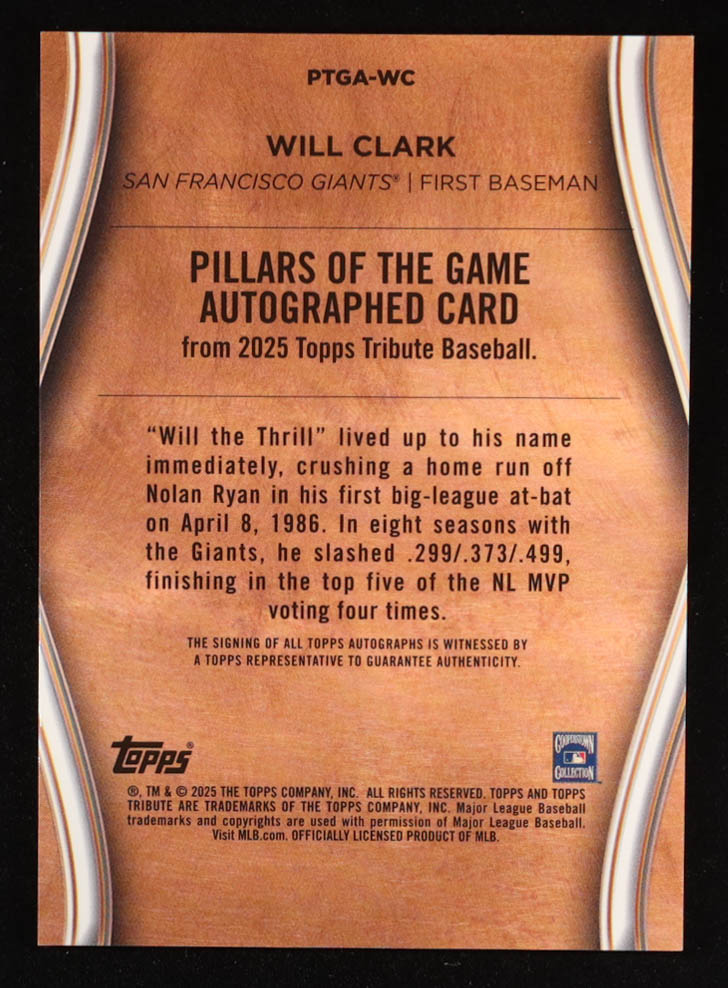 PTGA-WC
WILL CLARK
SAN FRANCISCO GIANTS® | FIRST BASEMAN
PILLARS OF THE GAME
AUTOGRAPHED CARD
from 2025 Topps Tribute Baseball.
“Will the Thrill” lived up to his name
immediately, crushing a home run off
Nolan Ryan in his first big-league at-bat
on April 8, 1986. In eight seasons with
the Giants, he slashed .299/.373/.499,
finishing in the top five of the NL MVP
voting four times.
THE SIGNING OF ALL TOPPS AUTOGRAPHS IS WITNESSED BY
A TOPPS REPRESENTATIVE TO GUARANTEE AUTHENTICITY.
topps®
COOPERSTOWN
COLLECTION
®, TM & © 2025 THE TOPPS COMPANY, INC. ALL RIGHTS RESERVED. TOPPS AND TOPPS
TRIBUTE ARE TRADEMARKS OF THE TOPPS COMPANY, INC. Major League Baseball
trademarks and copyrights are used with permission of Major League Baseball.
Visit MLB.com. OFFICIALLY LICENSED PRODUCT OF MLB.